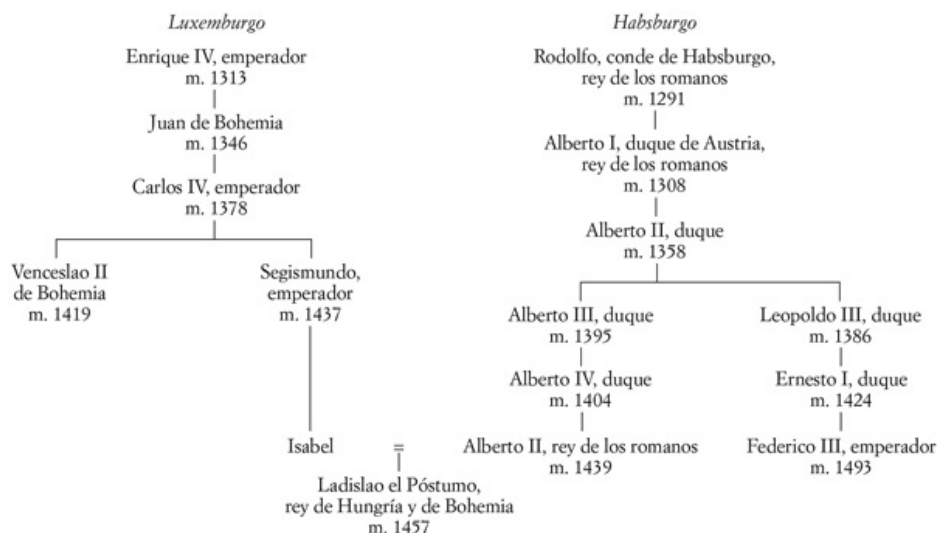 Luxemburgo
Enrique IV, emperador
m. 1313
Juan de Bohemia
m. 1346
Carlos IV, emperador
m. 1378
Venceslao II
de Bohemia
m. 1419
Segismundo,
emperador
m. 1437
Isabel
=
Habsburgo
Rodolfo, conde de Habsburgo,
rey de los romanos
m. 1291
Alberto I, duque de Austria,
rey de los romanos
m. 1308
Alberto II, duque
m. 1358
Alberto III, duque
m. 1395
Alberto IV, duque
m. 1404
Alberto II, rey de los romanos
m. 1439
Leopoldo III, duque
m. 1386
Ernesto I, duque
m. 1424
Federico III, emperador
m. 1493
Ladislao el Póstumo,
rey de Hungría y de Bohemia
m. 1457